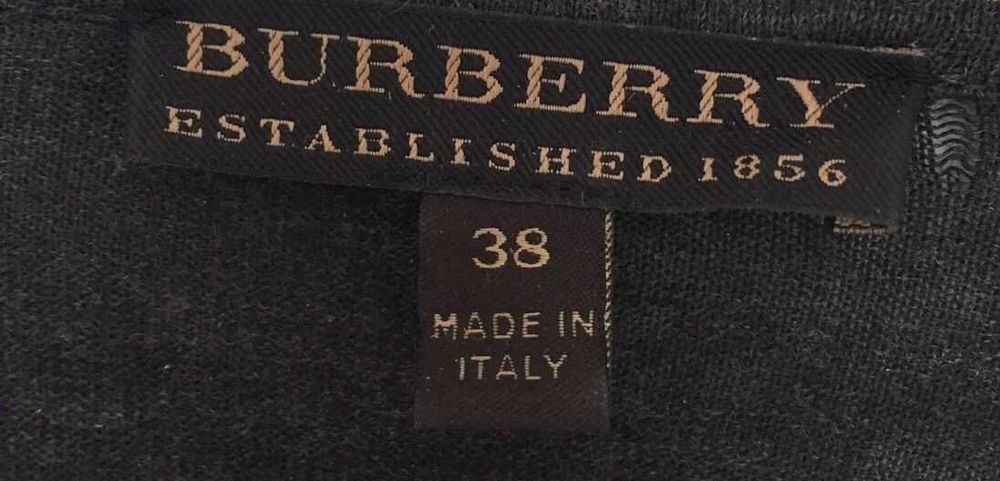 BURBERRY
ESTABLISHED 1856
38
MADE IN
ITALY